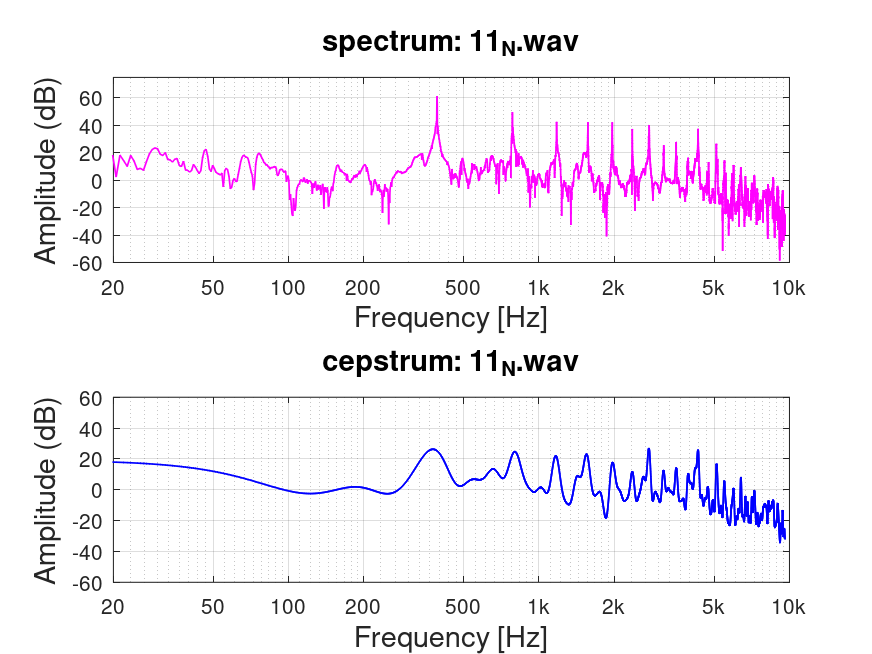 spectrum: 11N.wav
Amplitude (dB)
60
40
20
0
-20
-40
-60
20 50 100 200 500 1k 2k 5k 10k
Frequency [Hz]
cepstrum: 11N.wav
Amplitude (dB)
60
40
20
0
-20
-40
-60
20 50 100 200 500 1k 2k 5k 10k
Frequency [Hz]